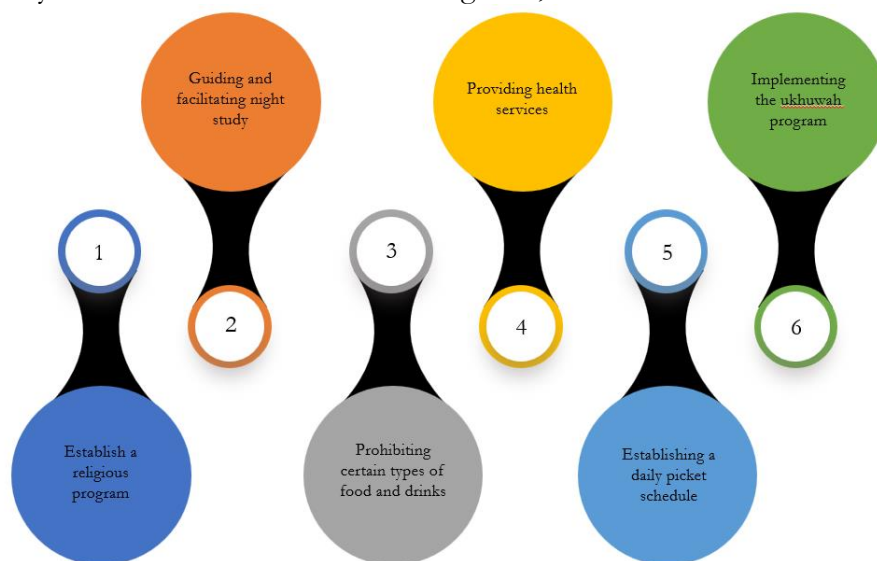 Guiding and
facilitating night
study
Providing health
services
Implementing
the ukhuwah
program
1
3
5
2
4
6
Establish a
religious
program
Prohibiting
certain types of
food and drinks
Establishing a
daily picket
schedule